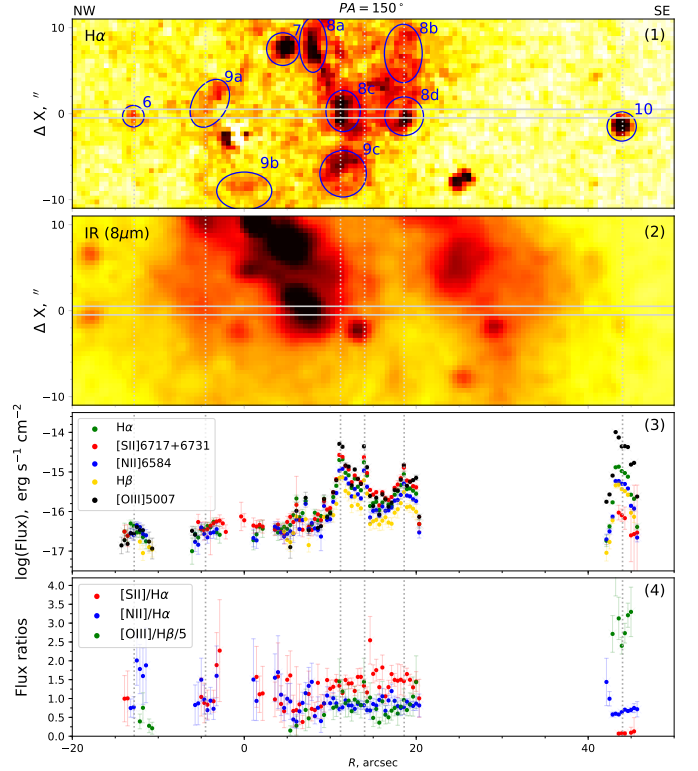 NW PA = 150° SE
Hα (1)
10
0
−10
Δ X, ″
6
9a
7
8a
8b
8c
8d
9b
9c
10
IR (8μm) (2)
10
0
−10
Δ X, ″
(3)
Hα
[SII]6717+6731
[NII]6584
Hβ
[OIII]5007
−14
−15
−16
−17
log(Flux), erg s⁻¹ cm⁻²
(4)
[SII]/Hα
[NII]/Hα
[OIII]/Hβ/5
4.0
3.5
3.0
2.5
2.0
1.5
1.0
0.5
0.0
Flux ratios
−20 0 20 40
R, arcsec